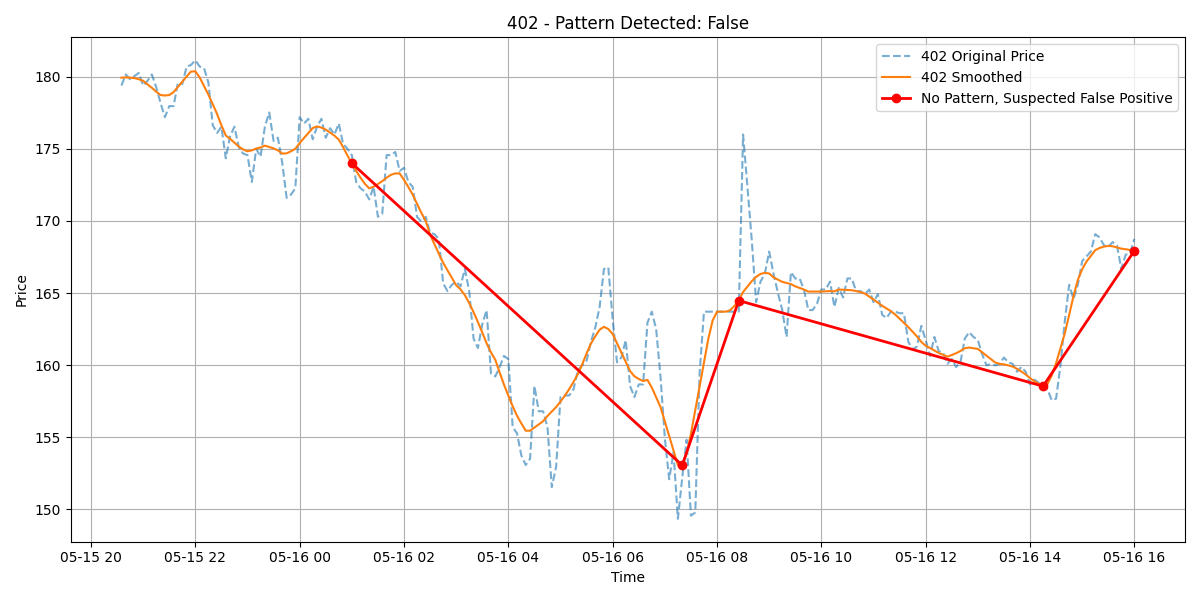 402 - Pattern Detected: False
402 Original Price
402 Smoothed
No Pattern, Suspected False Positive
Price
180
175
170
165
160
155
150
05-15 20 05-15 22 05-16 00 05-16 02 05-16 04 05-16 06 05-16 08 05-16 10 05-16 12 05-16 14 05-16 16
Time